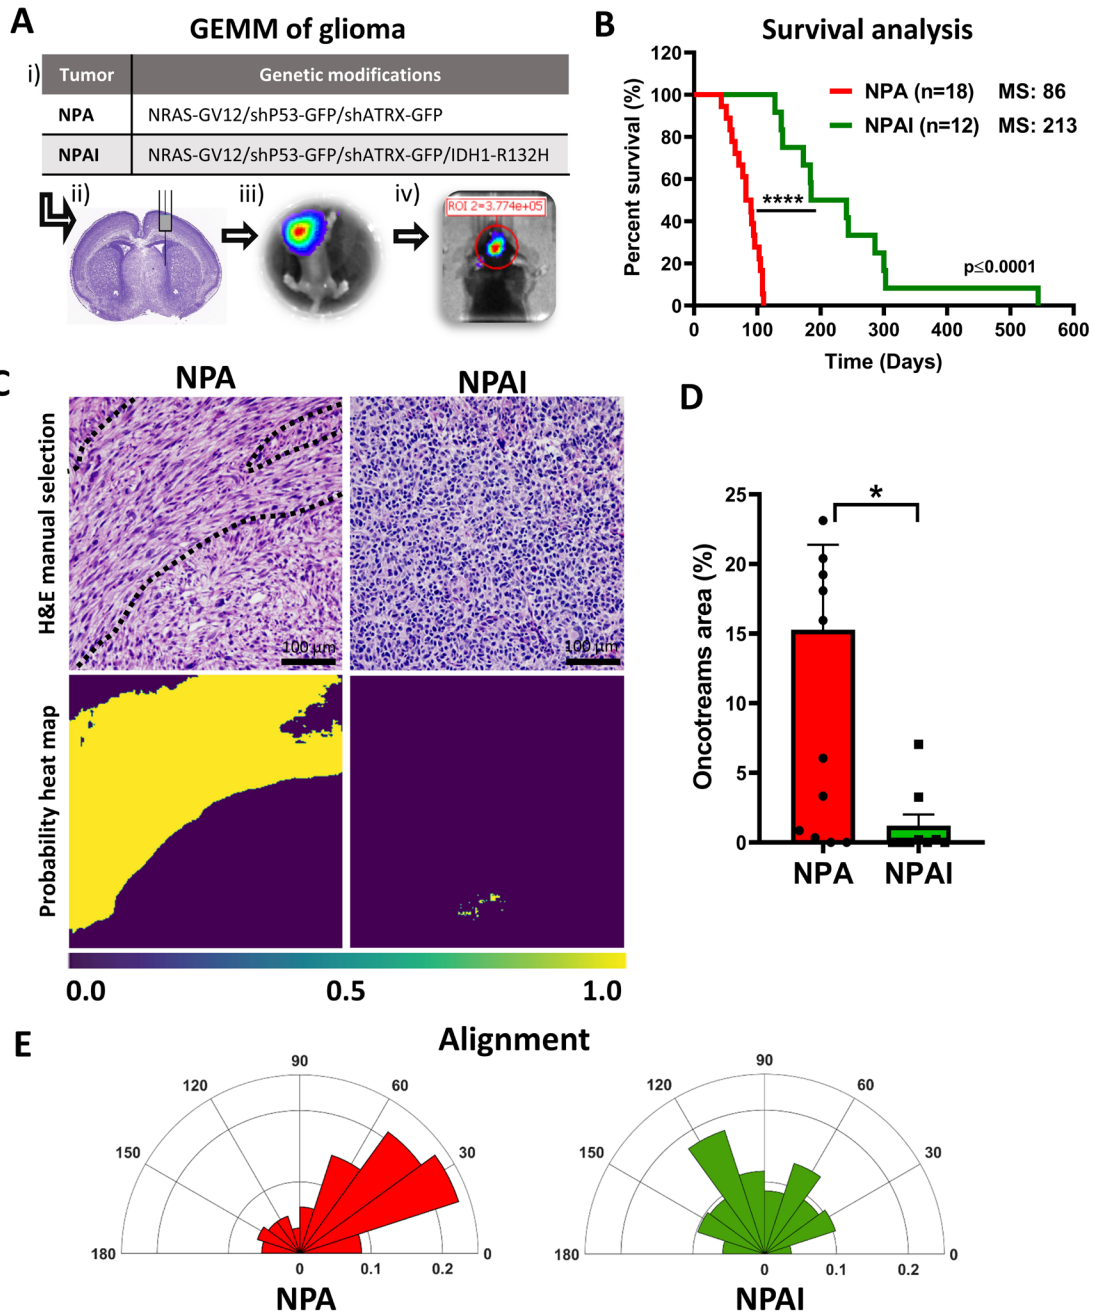 A
GEMM of glioma
i)
Tumor Genetic modifications
NPA NRAS-GV12/shP53-GFP/shATRX-GFP
NPAI NRAS-GV12/shP53-GFP/shATRX-GFP/IDH1-R132H
ii) iii) iv)
ROI 2=3.774e+05
B
Survival analysis
Percent survival (%)
120
100
80
60
40
20
0
NPA (n=18) MS: 86
NPAI (n=12) MS: 213
****
p≤0.0001
0 100 200 300 400 500 600
Time (Days)
C
NPA NPAI
H&E manual selection
100 µm 100 µm
Probability heat map
0.0 0.5 1.0
D
Oncotreams area (%)
25
20
15
10
5
0
*
NPA NPAI
E
Alignment
90
120 60
150 30
180 0
0 0.1 0.2
NPA
90
120 60
150 30
180 0
0 0.1 0.2
NPAI